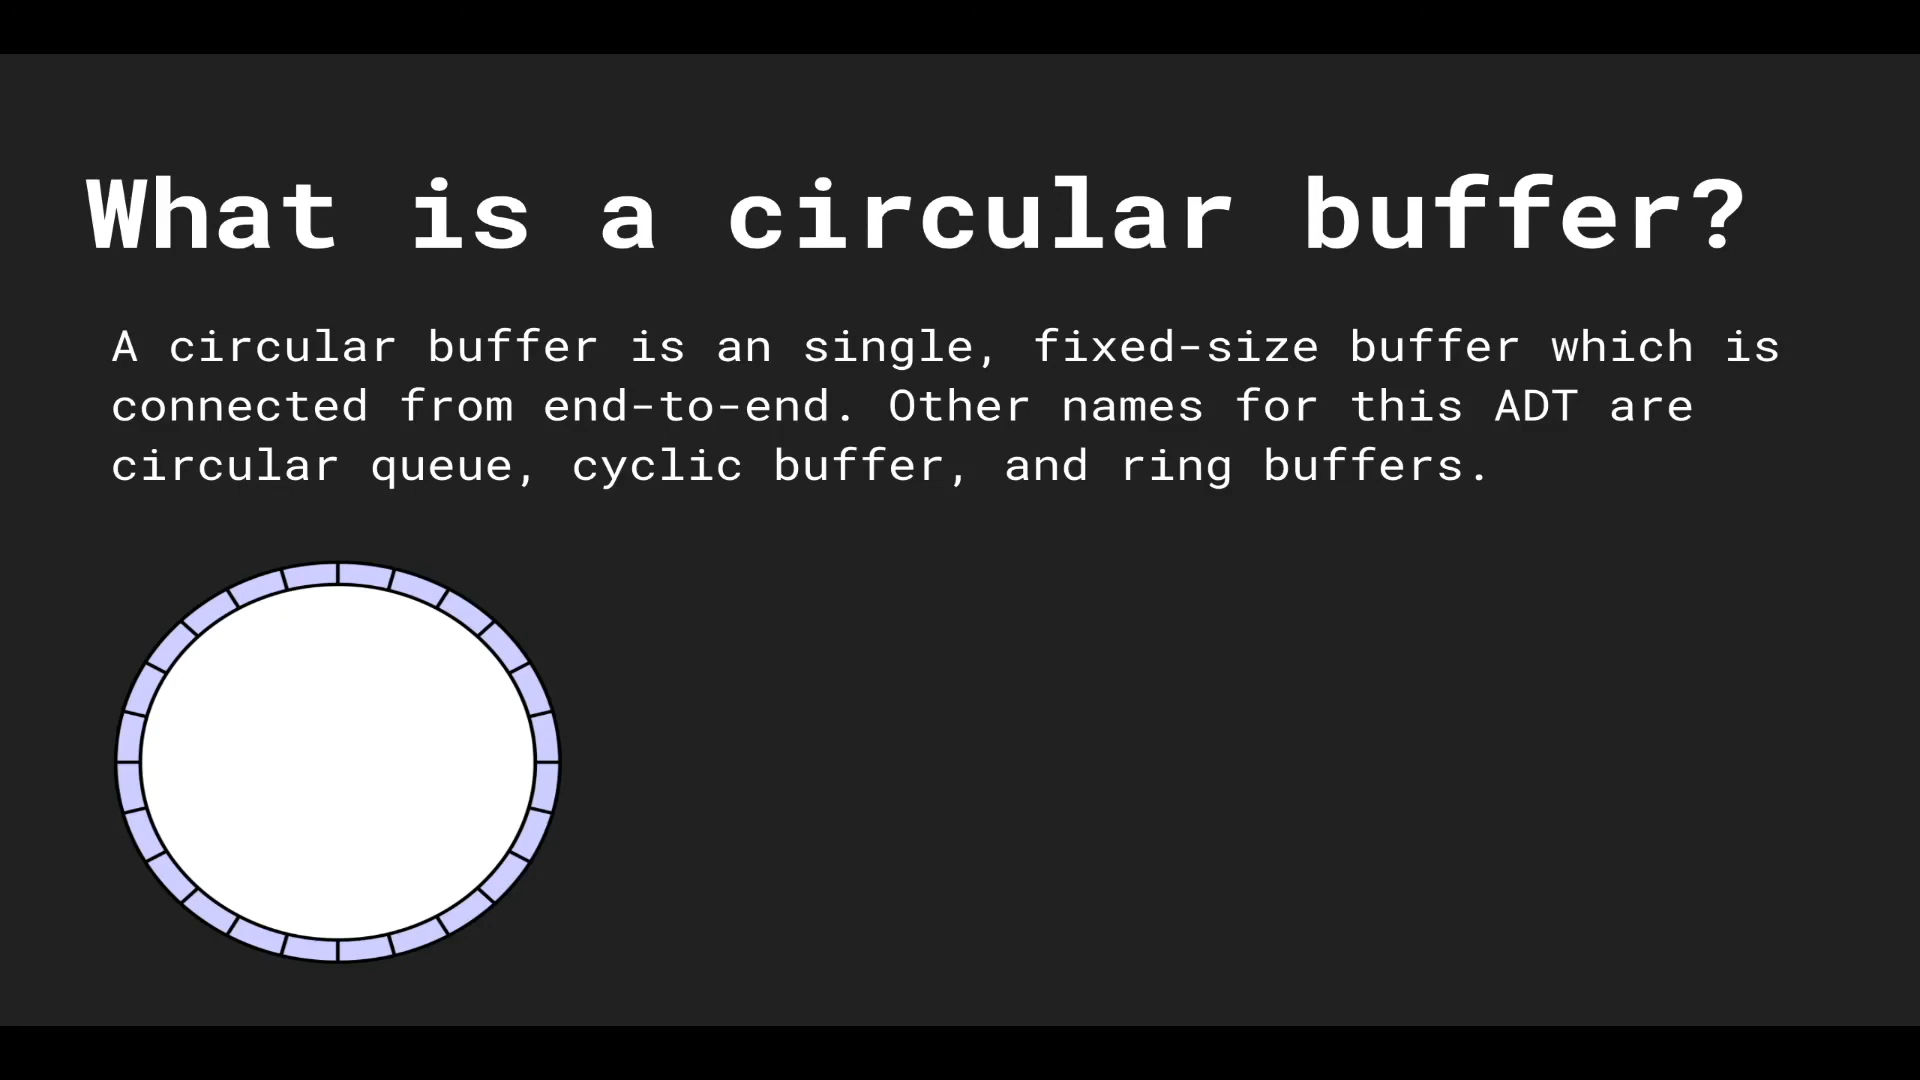 What is a circular buffer?
A circular buffer is an single, fixed-size buffer which is
connected from end-to-end. Other names for this ADT are
circular queue, cyclic buffer, and ring buffers.